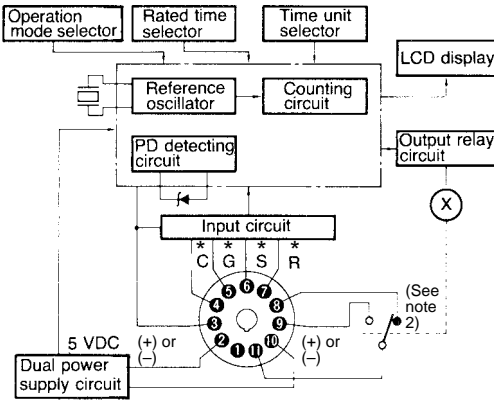 Operation
mode selector
Rated time
selector
Time unit
selector
LCD display
Reference
oscillator
Counting
circuit
PD detecting
circuit
Output relay
circuit
X
Input circuit
* * * *
C G S R
4 5 6 7 8
3 9
2 1 11 10
(See
note
2)
5 VDC
(+) or
(−)
(+) or
(−)
Dual power
supply circuit